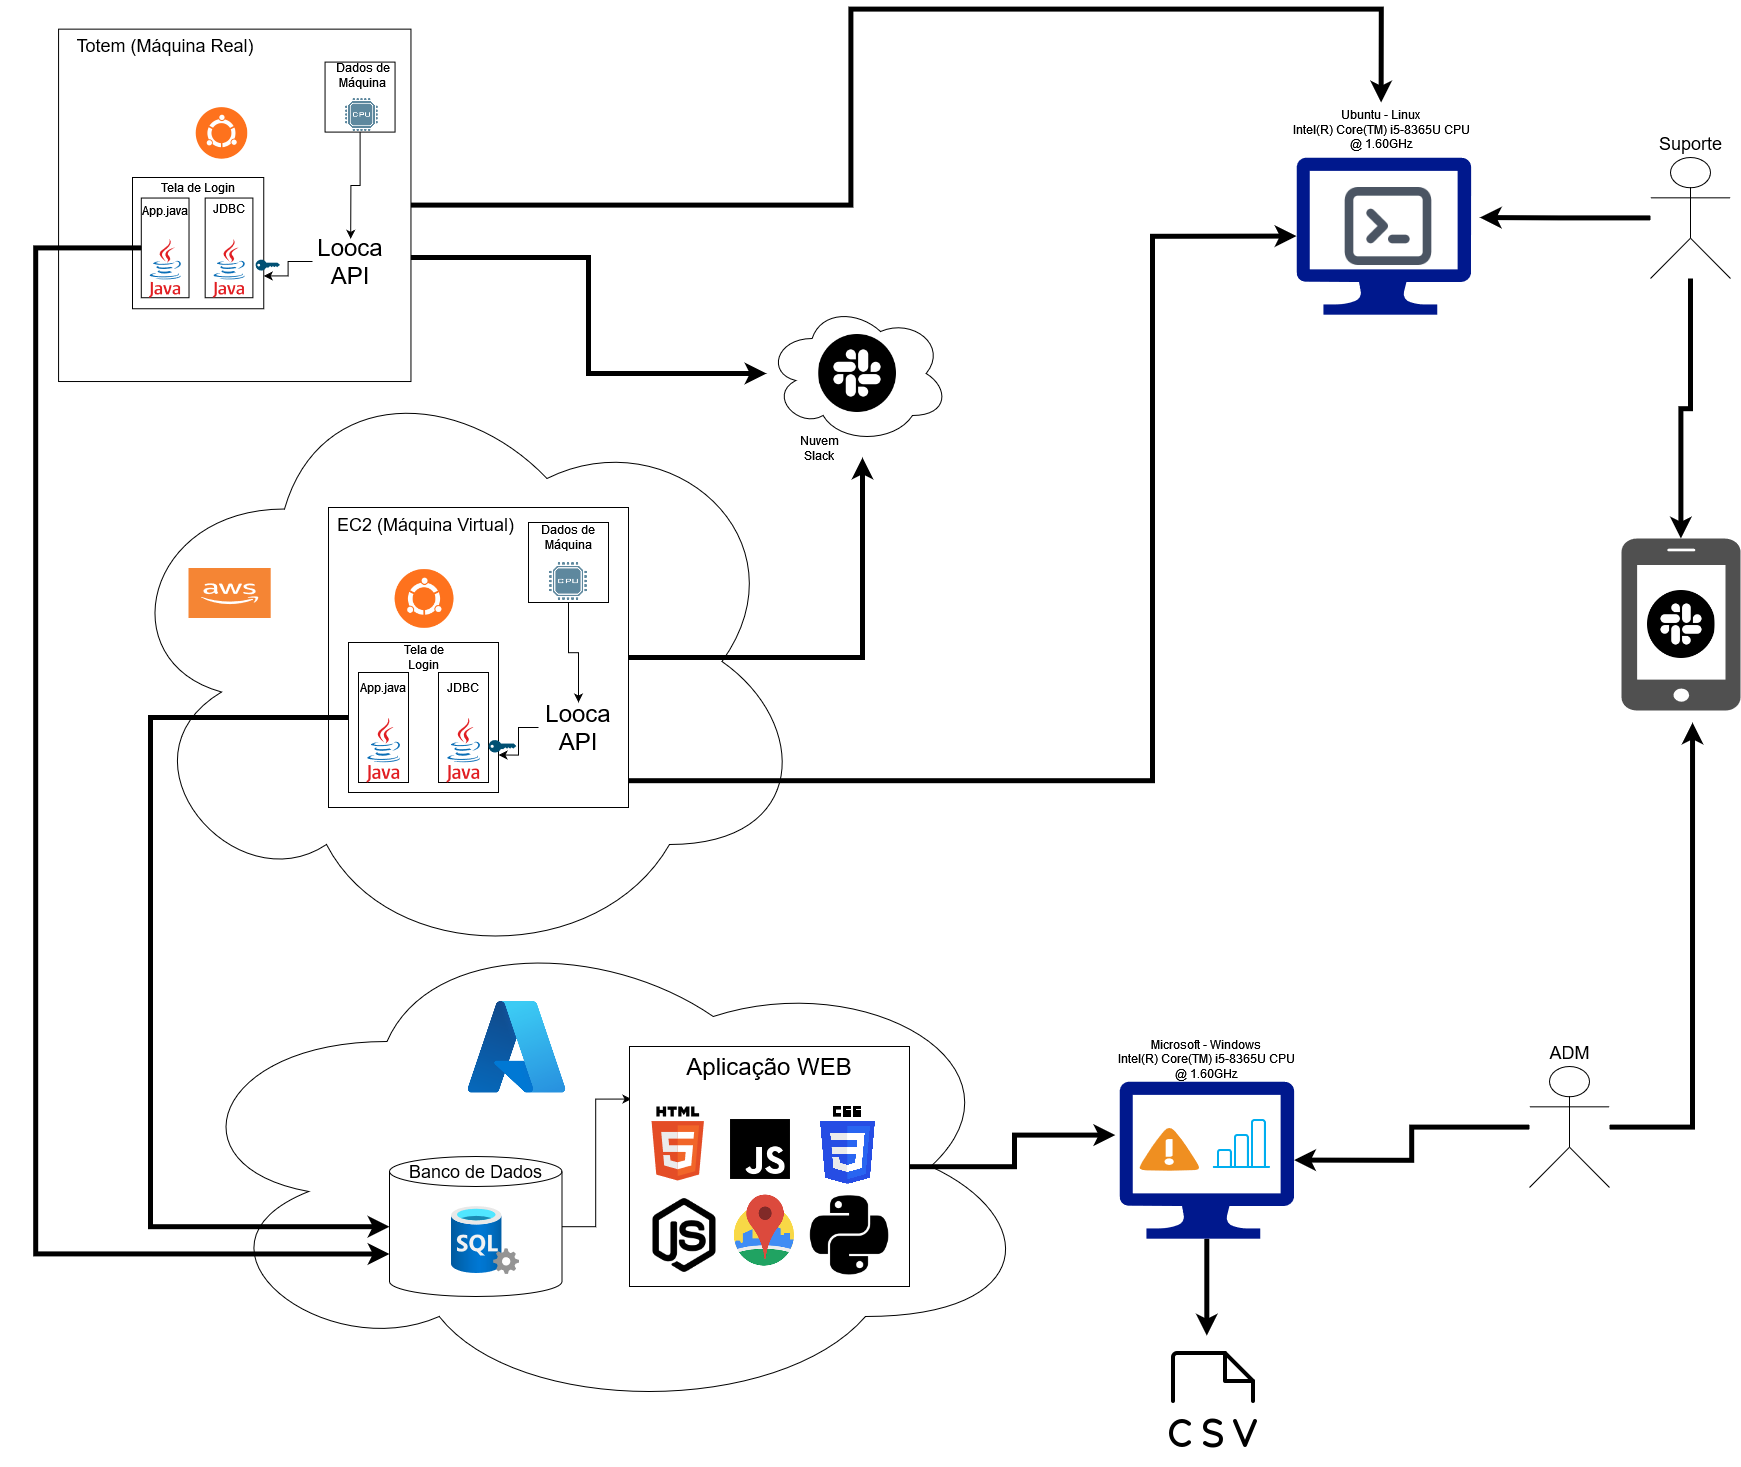 Totem (Máquina Real)
Dados de
Máquina
CPU
Tela de Login
App.java
JDBC
Java
Java
Looca
API
Ubuntu - Linux
Intel(R) Core(TM) i5-8365U CPU
@ 1.60GHz
Suporte
Nuvem
Slack
EC2 (Máquina Virtual)
Dados de
Máquina
CPU
aws
Tela de
Login
App.java
JDBC
Java
Java
Looca
API
Aplicação WEB
HTML
5
JS
CSS
3
JS
Banco de Dados
SQL
Microsoft - Windows
Intel(R) Core(TM) i5-8365U CPU
@ 1.60GHz
ADM
CSV